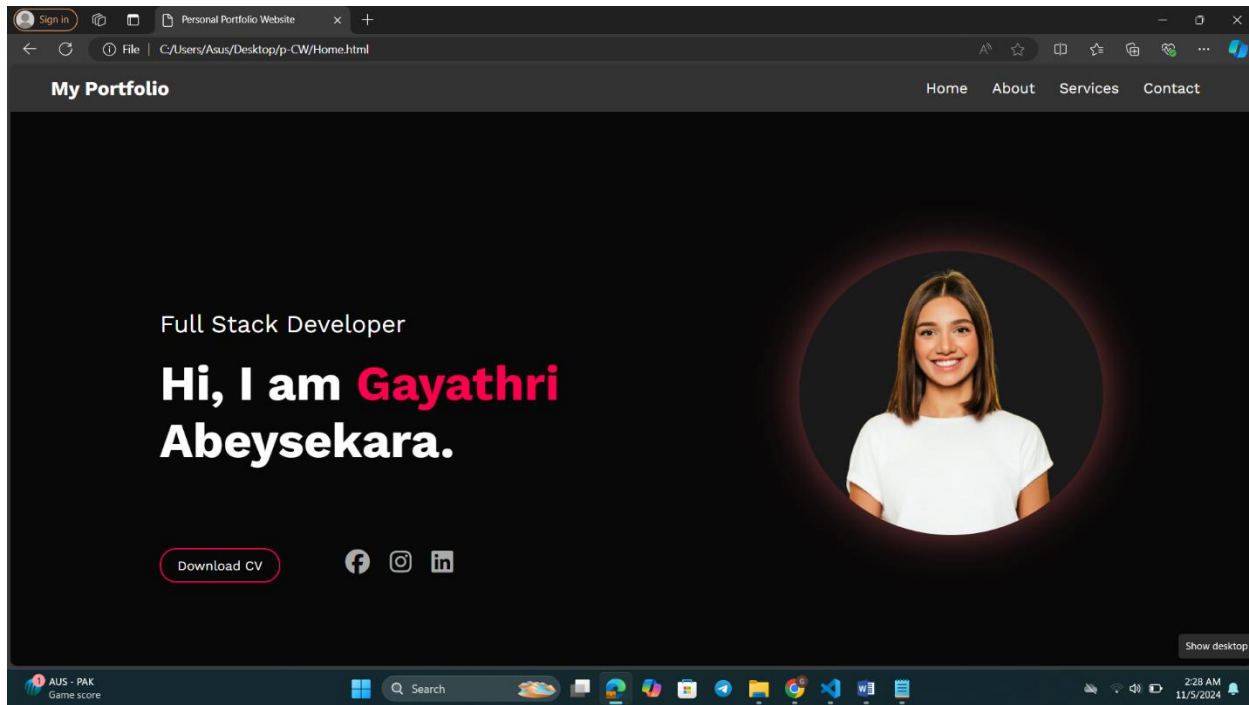 Sign in
Personal Portfolio Website
File
C:/Users/Asus/Desktop/p-CW/Home.html
My Portfolio
Home About Services Contact
Full Stack Developer
Hi, I am Gayathri
Abeysekara.
Download CV
in
Show desktop
1
AUS - PAK
Game score
Search
2:28 AM
11/5/2024